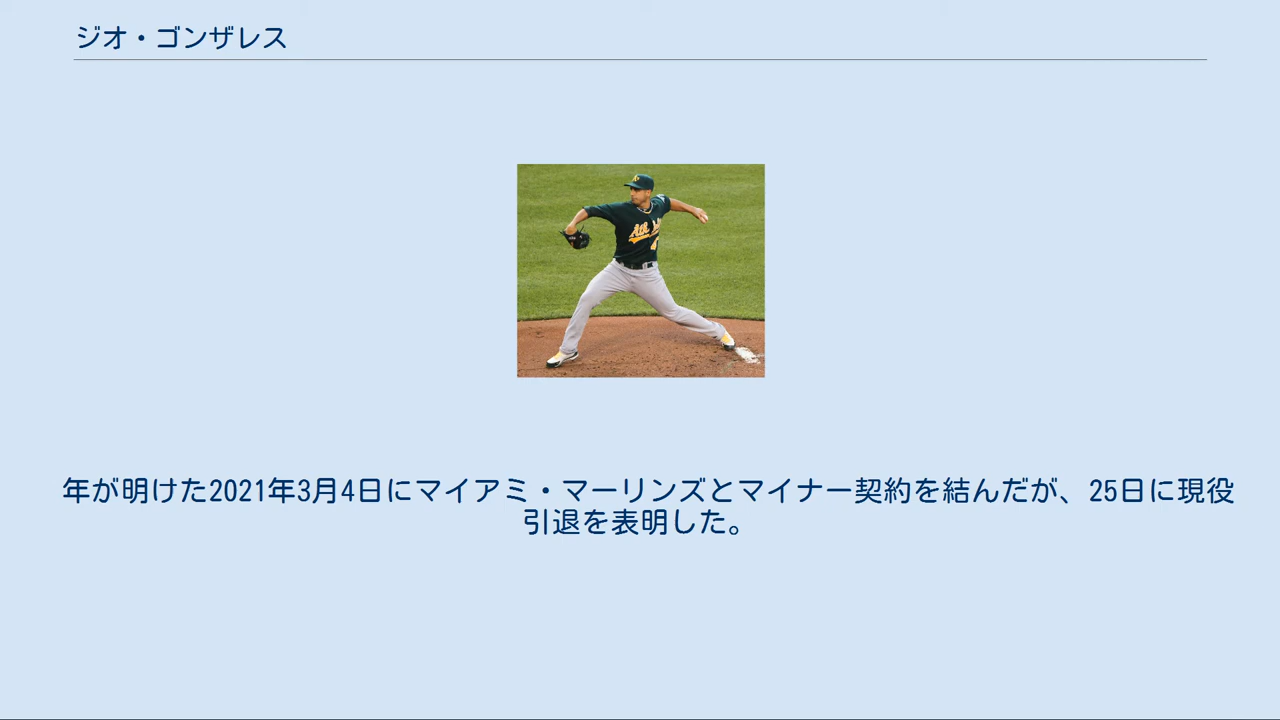 ジオ・ゴンザレス
年が明けた2021年3月4日にマイアミ・マーリンズとマイナー契約を結んだが、25日に現役
引退を表明した。